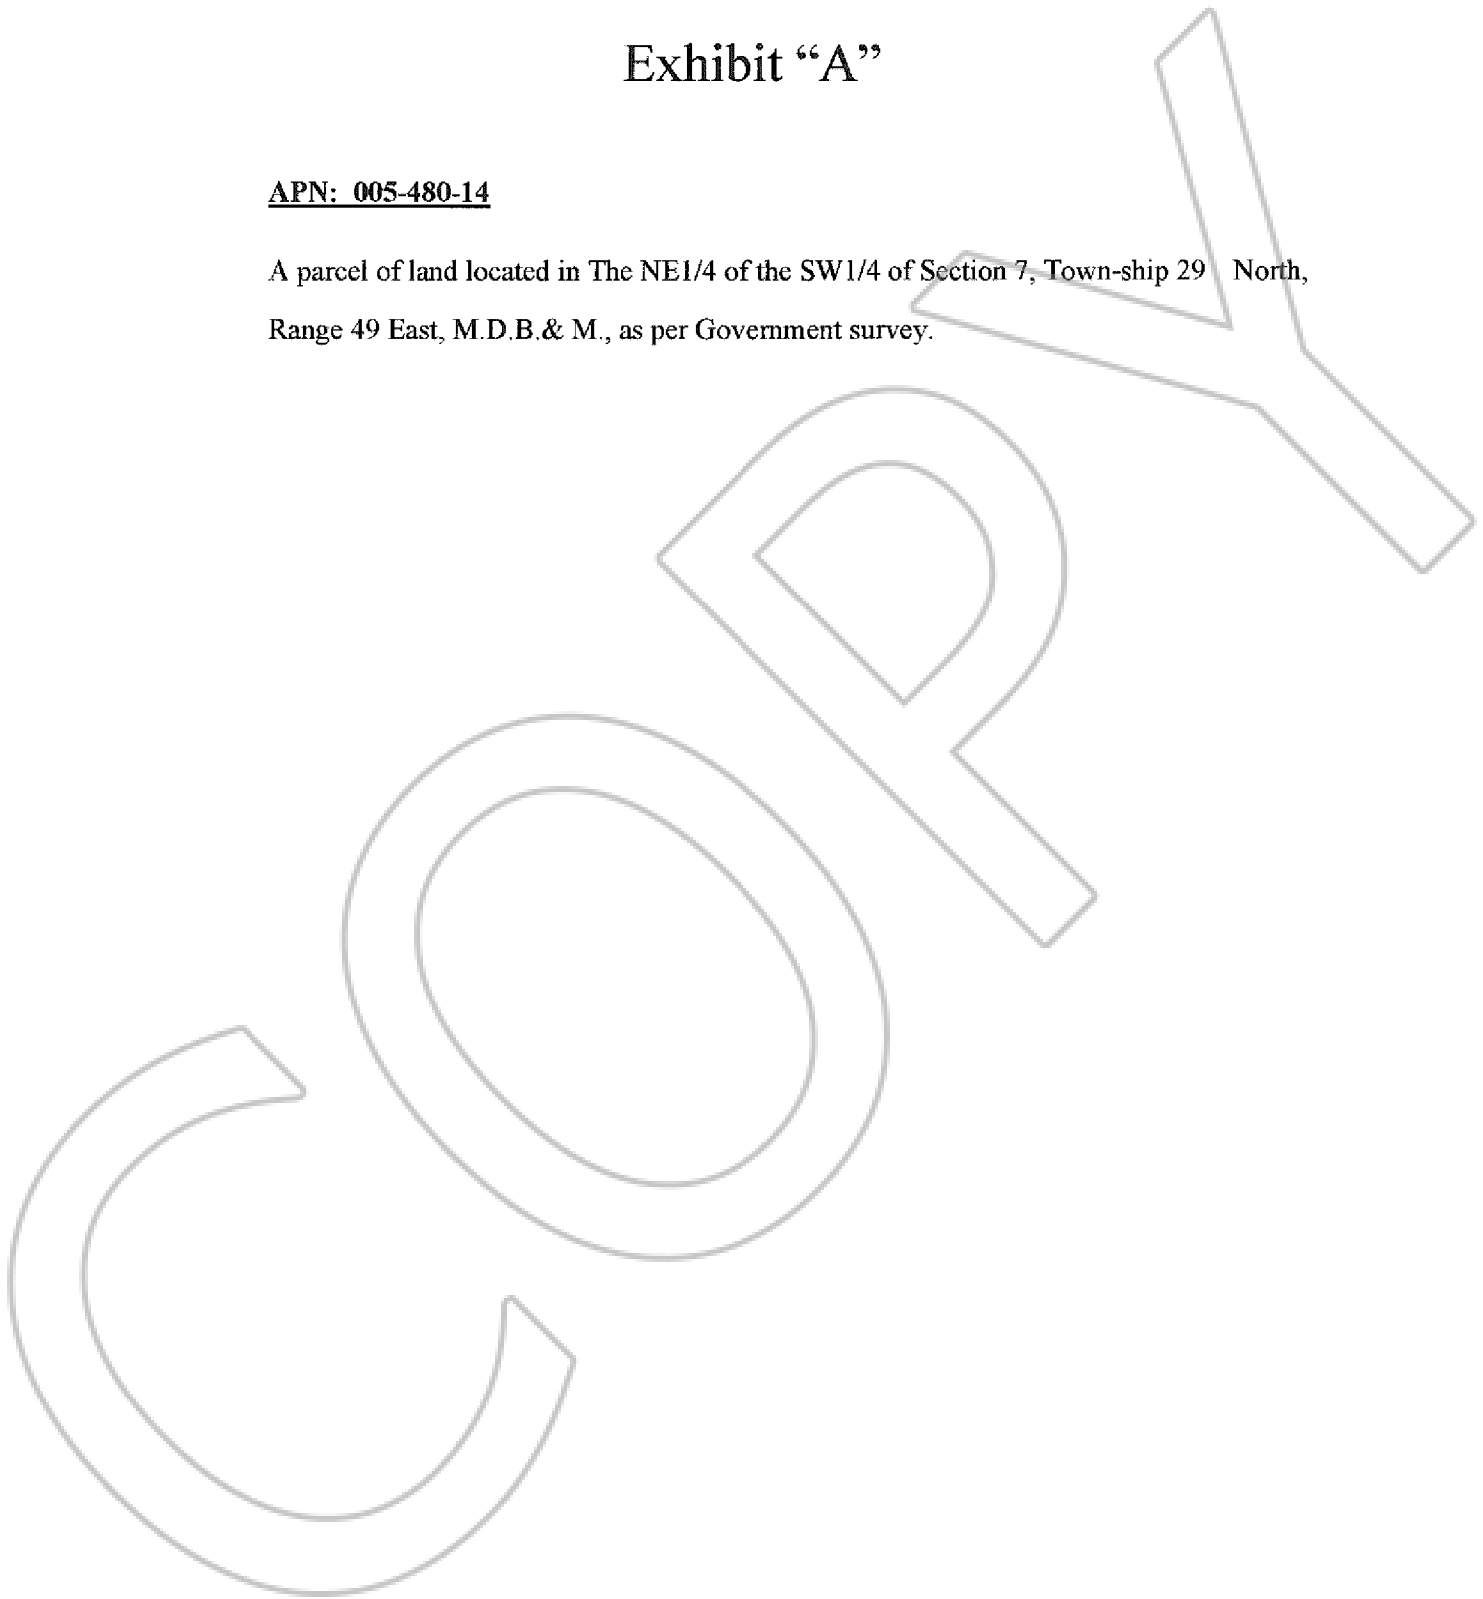 Exhibit “A”
APN: 005-480-14
A parcel of land located in The NE1/4 of the SW1/4 of Section 7, Town-ship 29 North,
Range 49 East, M.D.B.& M., as per Government survey.
COPY